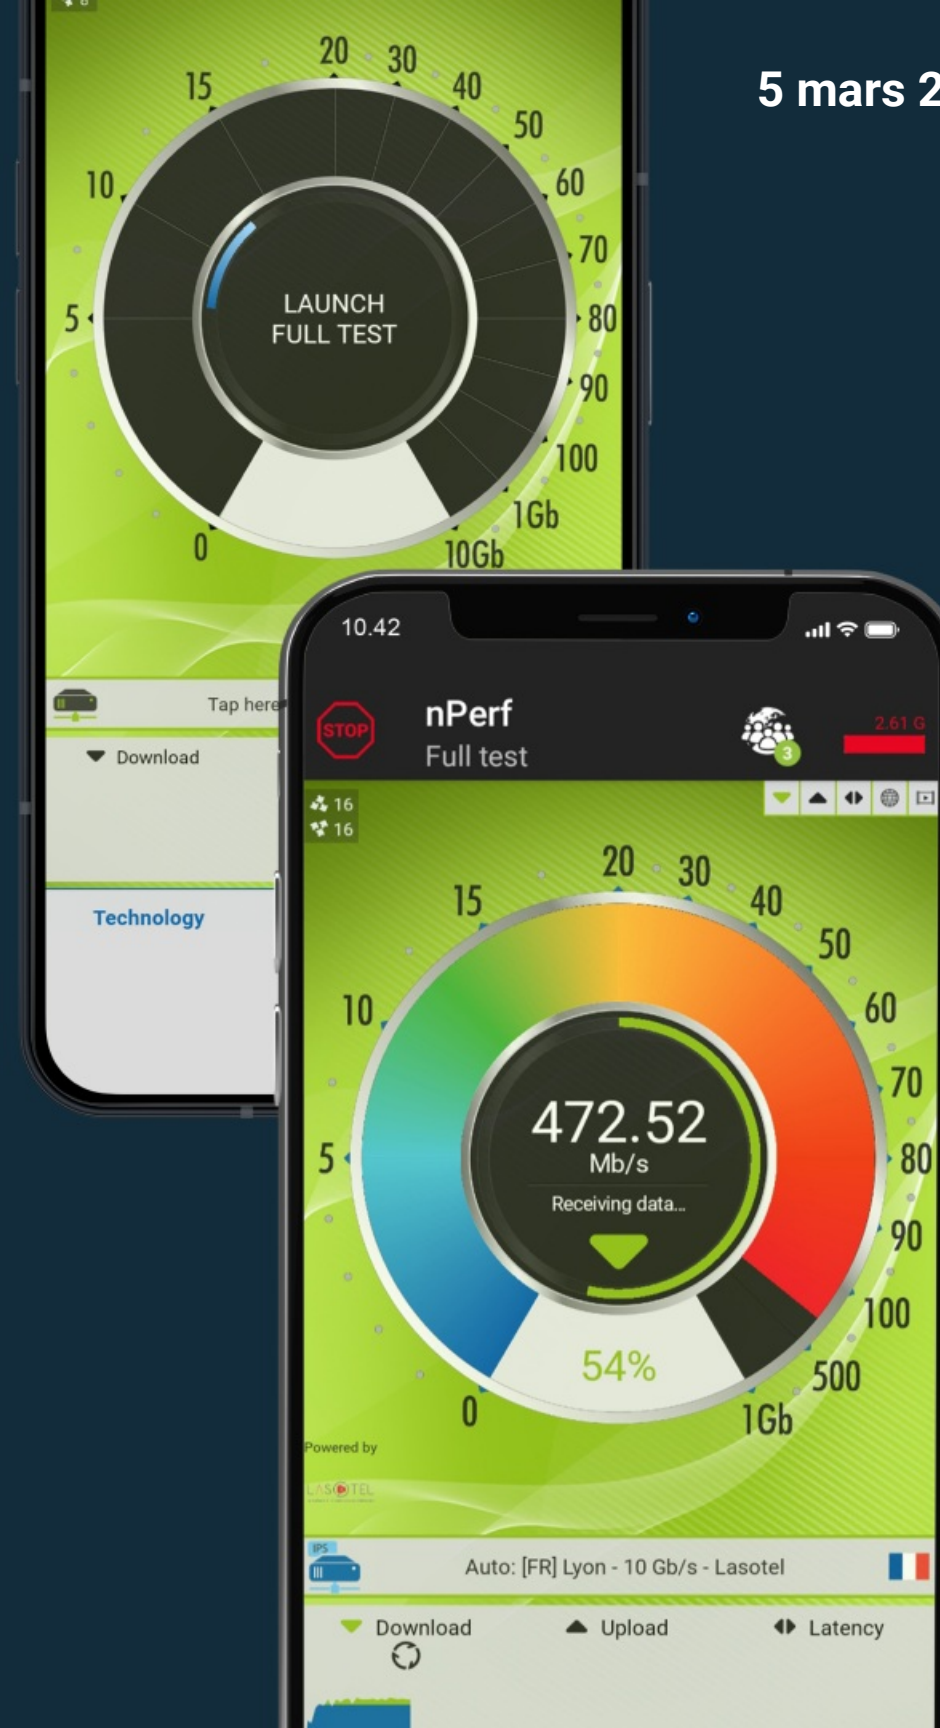 5 mars 2
20
30
15
40
50
10
60
70
5
80
90
100
1Gb
0
10Gb
LAUNCH
FULL TEST
Tap here
Download
Technology
10.42
STOP
nPerf
Full test
3
2.61 G
16
16
20
30
15
40
50
10
60
70
5
80
90
100
500
0
1Gb
472.52
Mb/s
Receiving data...
54%
Powered by
LASOTEL
IPS
Auto: [FR] Lyon - 10 Gb/s - Lasotel
Download Upload Latency